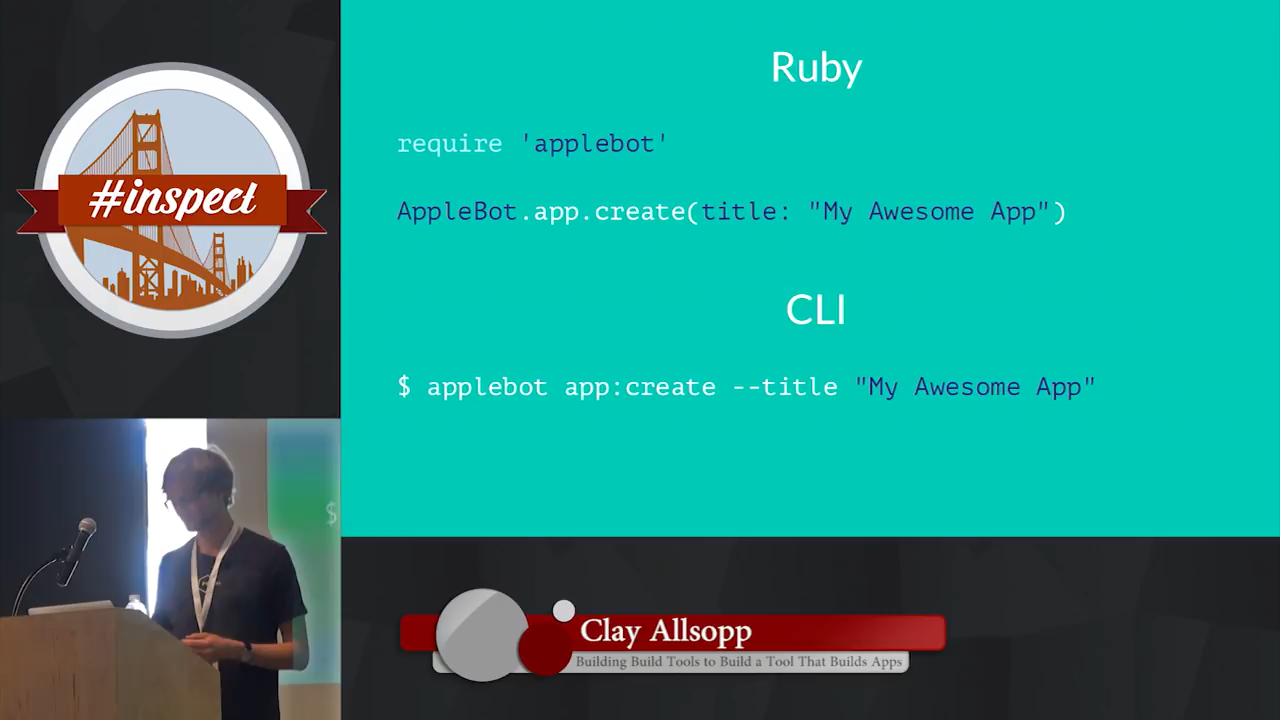 #inspect
Ruby
require 'applebot'
AppleBot.app.create(title: "My Awesome App")
CLI
$ applebot app:create --title "My Awesome App"
$
Clay Allsopp
Building Build Tools to Build a Tool That Builds Apps